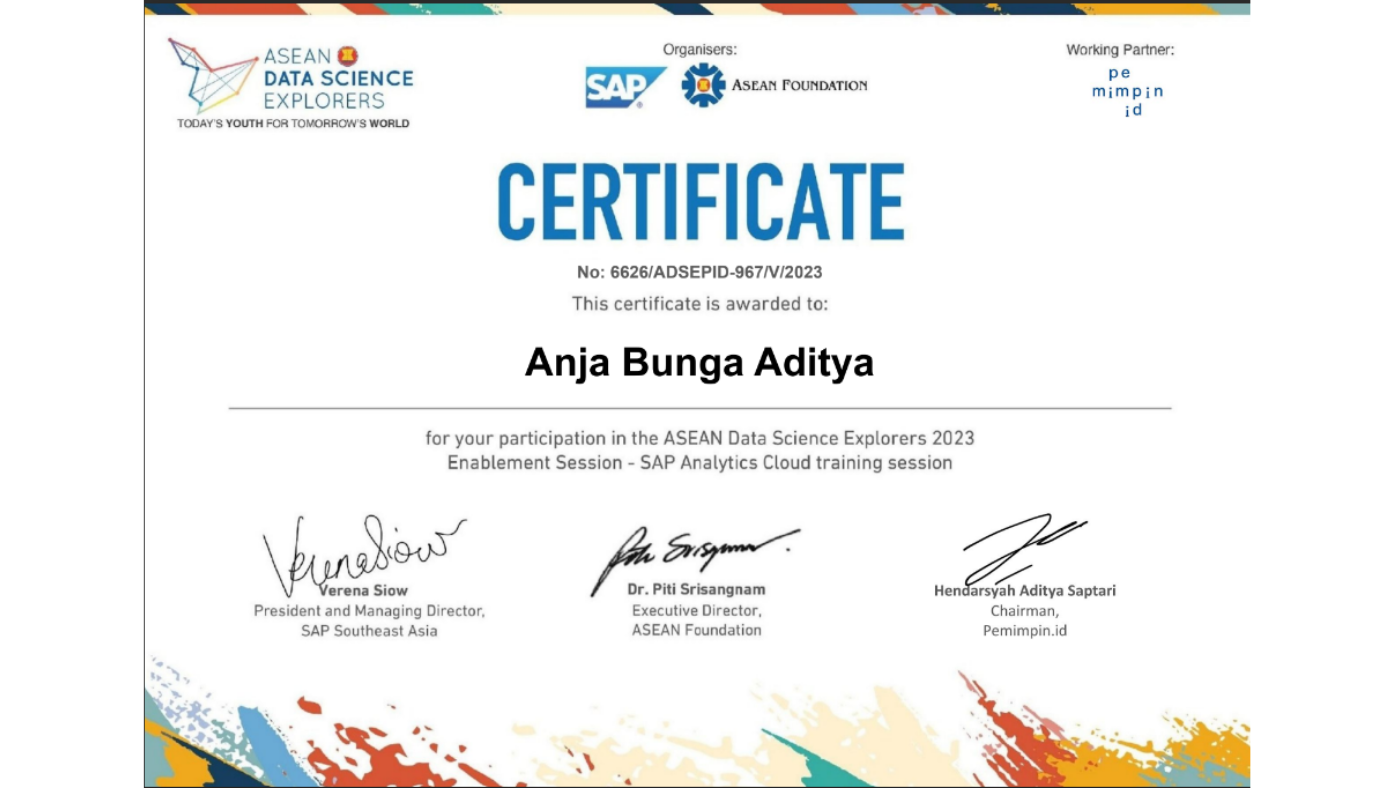 ASEAN
DATA SCIENCE
EXPLORERS
TODAY'S YOUTH FOR TOMORROW'S WORLD
Organisers:
SAP
ASEAN FOUNDATION
Working Partner:
pe
mimpin
id
CERTIFICATE
No: 6626/ADSEPID-967/V/2023
This certificate is awarded to:
Anja Bunga Aditya
for your participation in the ASEAN Data Science Explorers 2023
Enablement Session - SAP Analytics Cloud training session
Verena Siow
Verena Siow
President and Managing Director,
SAP Southeast Asia
Dr. Piti Srisangnam
Executive Director,
ASEAN Foundation
Hendarsyah Aditya Saptari
Chairman,
Pemimpin.id